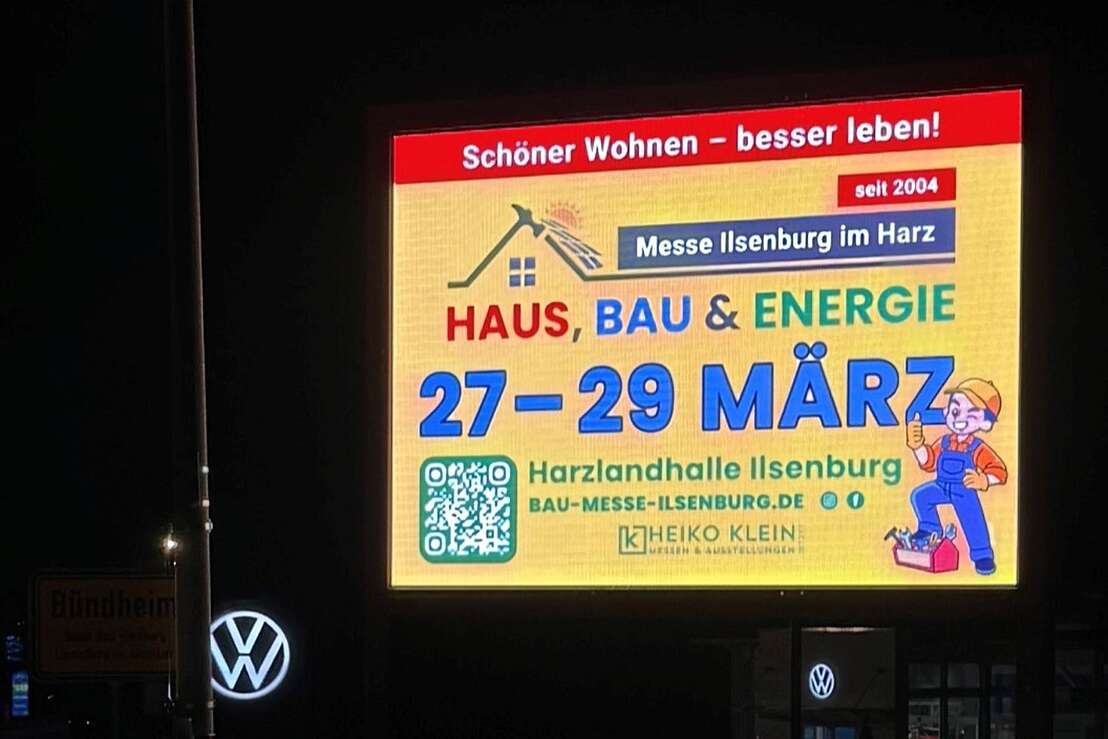 Schöner Wohnen – besser leben!
seit 2004
Messe Ilsenburg im Harz
HAUS, BAU & ENERGIE
27–29 MÄRZ
Harzlandhalle Ilsenburg
BAU-MESSE-ILSENBURG.DE
HEIKO KLEIN
MESSEN & AUSSTELLUNGEN
Bündheim